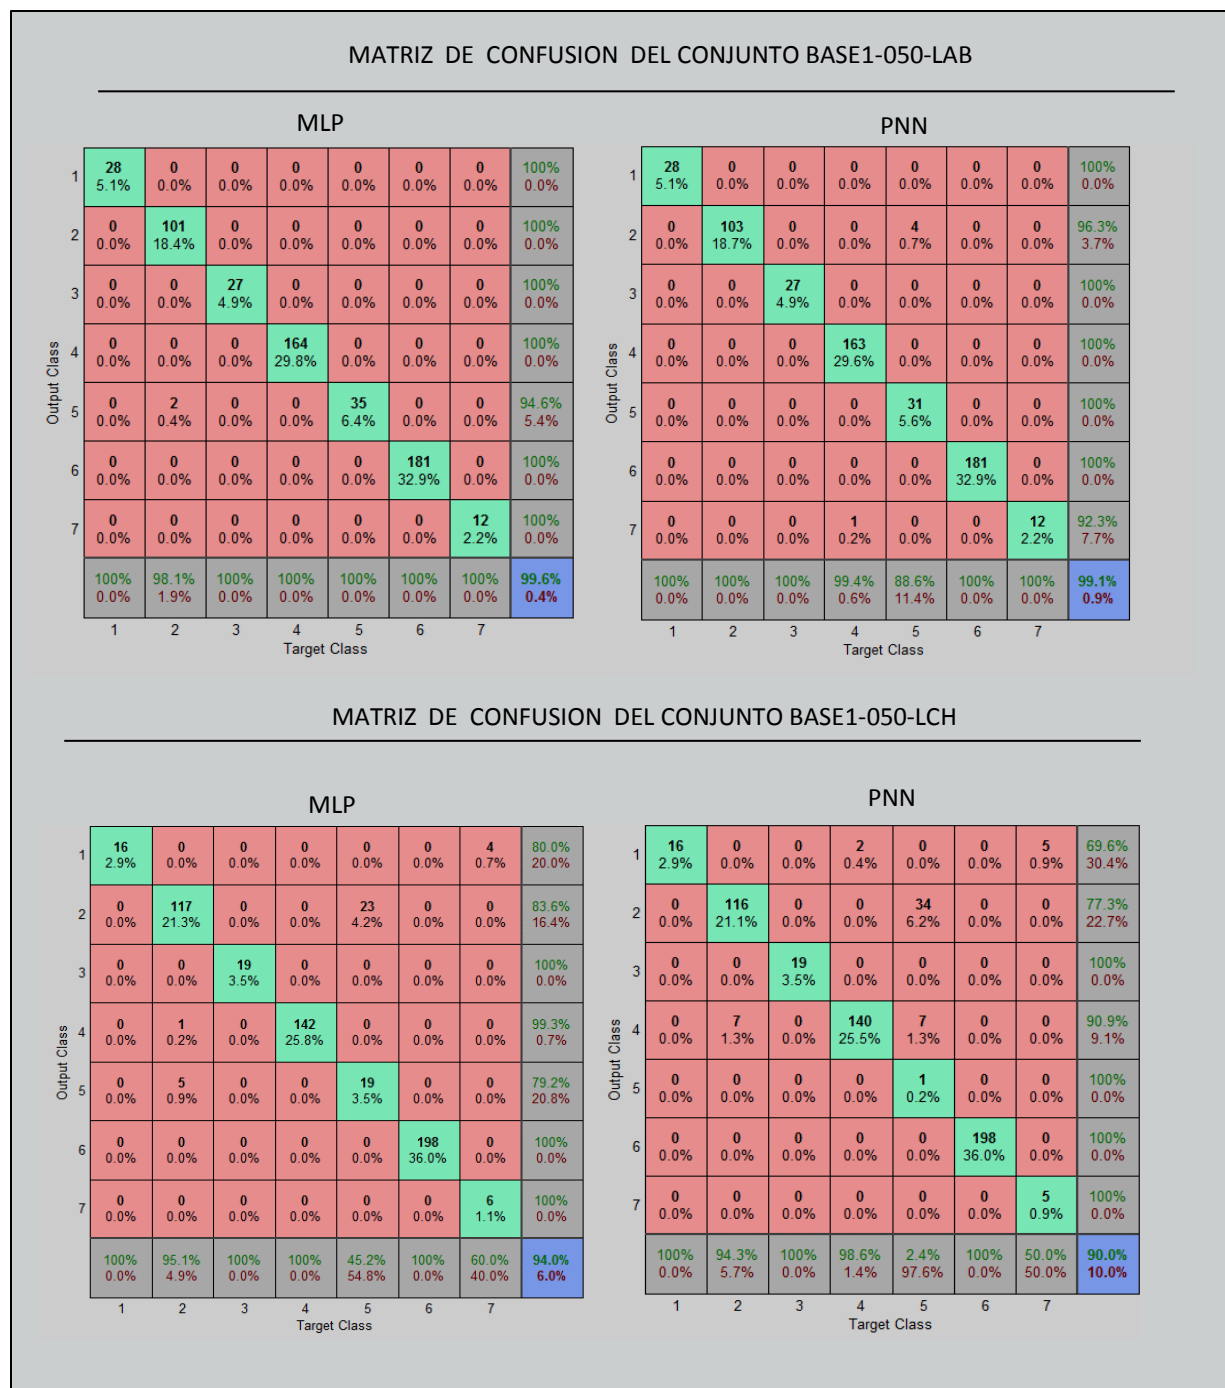 MATRIZ DE CONFUSION DEL CONJUNTO BASE1-050-LAB
MLP
1 28 0 0 0 0 0 0 100%
5.1% 0.0% 0.0% 0.0% 0.0% 0.0% 0.0% 0.0%
2 0 101 0 0 0 0 0 100%
0.0% 18.4% 0.0% 0.0% 0.0% 0.0% 0.0% 0.0%
3 0 0 27 0 0 0 0 100%
0.0% 0.0% 4.9% 0.0% 0.0% 0.0% 0.0% 0.0%
4 0 0 0 164 0 0 0 100%
0.0% 0.0% 0.0% 29.8% 0.0% 0.0% 0.0% 0.0%
5 0 2 0 0 35 0 0 94.6%
0.0% 0.4% 0.0% 0.0% 6.4% 0.0% 0.0% 5.4%
6 0 0 0 0 0 181 0 100%
0.0% 0.0% 0.0% 0.0% 0.0% 32.9% 0.0% 0.0%
7 0 0 0 0 0 0 12 100%
0.0% 0.0% 0.0% 0.0% 0.0% 0.0% 2.2% 0.0%
100% 98.1% 100% 100% 100% 100% 100% 99.6%
0.0% 1.9% 0.0% 0.0% 0.0% 0.0% 0.0% 0.4%
1 2 3 4 5 6 7
Target Class
Output Class
PNN
1 28 0 0 0 0 0 0 100%
5.1% 0.0% 0.0% 0.0% 0.0% 0.0% 0.0% 0.0%
2 0 103 0 0 4 0 0 96.3%
0.0% 18.7% 0.0% 0.0% 0.7% 0.0% 0.0% 3.7%
3 0 0 27 0 0 0 0 100%
0.0% 0.0% 4.9% 0.0% 0.0% 0.0% 0.0% 0.0%
4 0 0 0 163 0 0 0 100%
0.0% 0.0% 0.0% 29.6% 0.0% 0.0% 0.0% 0.0%
5 0 0 0 0 31 0 0 100%
0.0% 0.0% 0.0% 0.0% 5.6% 0.0% 0.0% 0.0%
6 0 0 0 0 0 181 0 100%
0.0% 0.0% 0.0% 0.0% 0.0% 32.9% 0.0% 0.0%
7 0 0 0 1 0 0 12 92.3%
0.0% 0.0% 0.0% 0.2% 0.0% 0.0% 2.2% 7.7%
100% 100% 100% 99.4% 88.6% 100% 100% 99.1%
0.0% 0.0% 0.0% 0.6% 11.4% 0.0% 0.0% 0.9%
1 2 3 4 5 6 7
Target Class
Output Class
MATRIZ DE CONFUSION DEL CONJUNTO BASE1-050-LCH
MLP
1 16 0 0 0 0 0 4 80.0%
2.9% 0.0% 0.0% 0.0% 0.0% 0.0% 0.7% 20.0%
2 0 117 0 0 23 0 0 83.6%
0.0% 21.3% 0.0% 0.0% 4.2% 0.0% 0.0% 16.4%
3 0 0 19 0 0 0 0 100%
0.0% 0.0% 3.5% 0.0% 0.0% 0.0% 0.0% 0.0%
4 0 1 0 142 0 0 0 99.3%
0.0% 0.2% 0.0% 25.8% 0.0% 0.0% 0.0% 0.7%
5 0 5 0 0 19 0 0 79.2%
0.0% 0.9% 0.0% 0.0% 3.5% 0.0% 0.0% 20.8%
6 0 0 0 0 0 198 0 100%
0.0% 0.0% 0.0% 0.0% 0.0% 36.0% 0.0% 0.0%
7 0 0 0 0 0 0 6 100%
0.0% 0.0% 0.0% 0.0% 0.0% 0.0% 1.1% 0.0%
100% 95.1% 100% 100% 45.2% 100% 60.0% 94.0%
0.0% 4.9% 0.0% 0.0% 54.8% 0.0% 40.0% 6.0%
1 2 3 4 5 6 7
Target Class
Output Class
PNN
1 16 0 0 2 0 0 5 69.6%
2.9% 0.0% 0.0% 0.4% 0.0% 0.0% 0.9% 30.4%
2 0 116 0 0 34 0 0 77.3%
0.0% 21.1% 0.0% 0.0% 6.2% 0.0% 0.0% 22.7%
3 0 0 19 0 0 0 0 100%
0.0% 0.0% 3.5% 0.0% 0.0% 0.0% 0.0% 0.0%
4 0 7 0 140 7 0 0 90.9%
0.0% 1.3% 0.0% 25.5% 1.3% 0.0% 0.0% 9.1%
5 0 0 0 0 1 0 0 100%
0.0% 0.0% 0.0% 0.0% 0.2% 0.0% 0.0% 0.0%
6 0 0 0 0 0 198 0 100%
0.0% 0.0% 0.0% 0.0% 0.0% 36.0% 0.0% 0.0%
7 0 0 0 0 0 0 5 100%
0.0% 0.0% 0.0% 0.0% 0.0% 0.0% 0.9% 0.0%
100% 94.3% 100% 98.6% 2.4% 100% 50.0% 90.0%
0.0% 5.7% 0.0% 1.4% 97.6% 0.0% 50.0% 10.0%
1 2 3 4 5 6 7
Target Class
Output Class